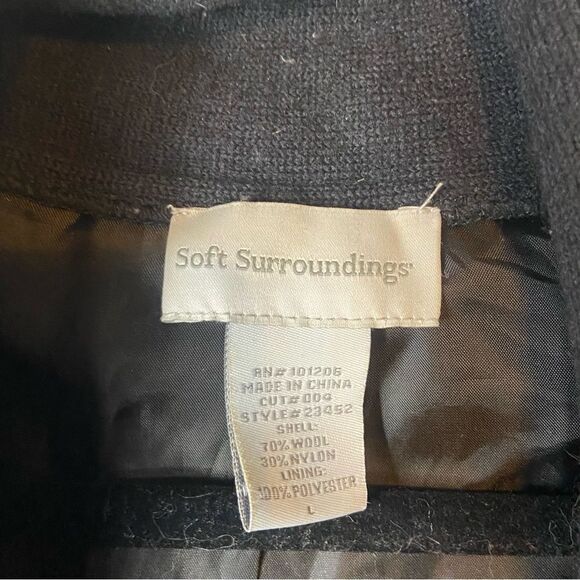 Soft Surroundings
RN# 101206
MADE IN CHINA
CUT# 004
STYLE# 23452
SHELL:
70% WOOL
30% NYLON
LINING:
100% POLYESTER
L